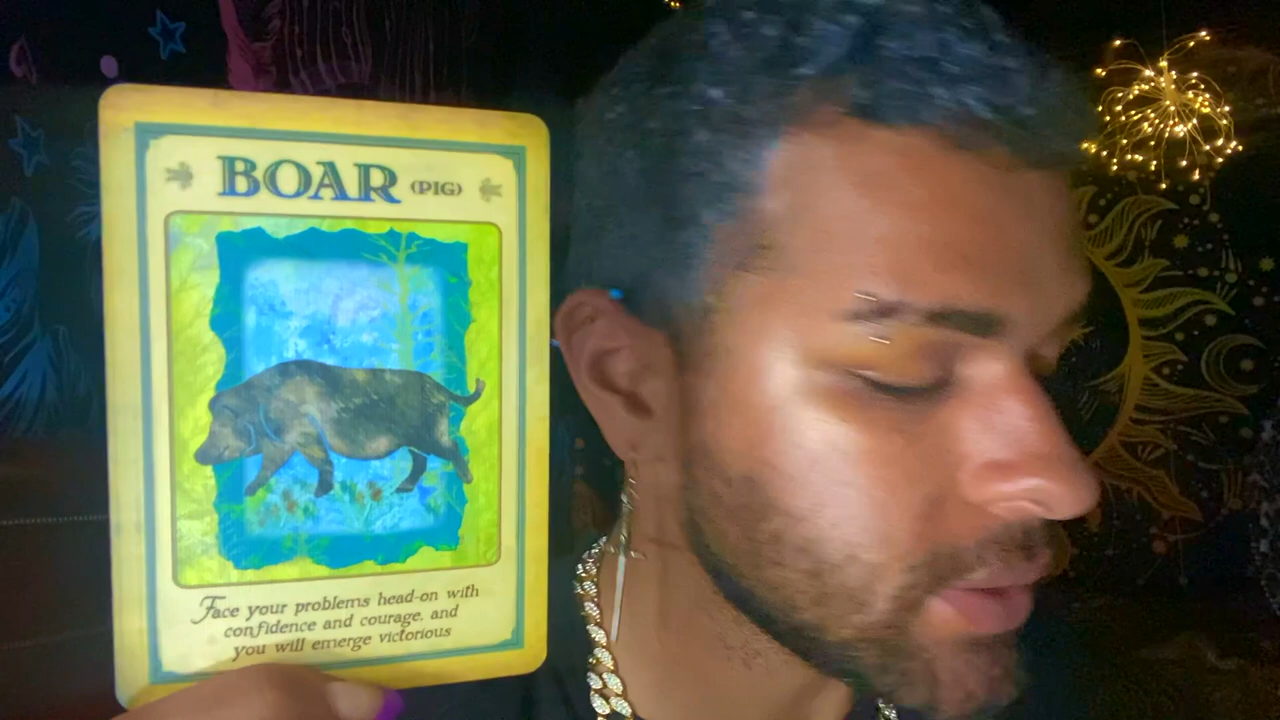 BOAR (PIG)
Face your problems head-on with
confidence and courage, and
you will emerge victorious